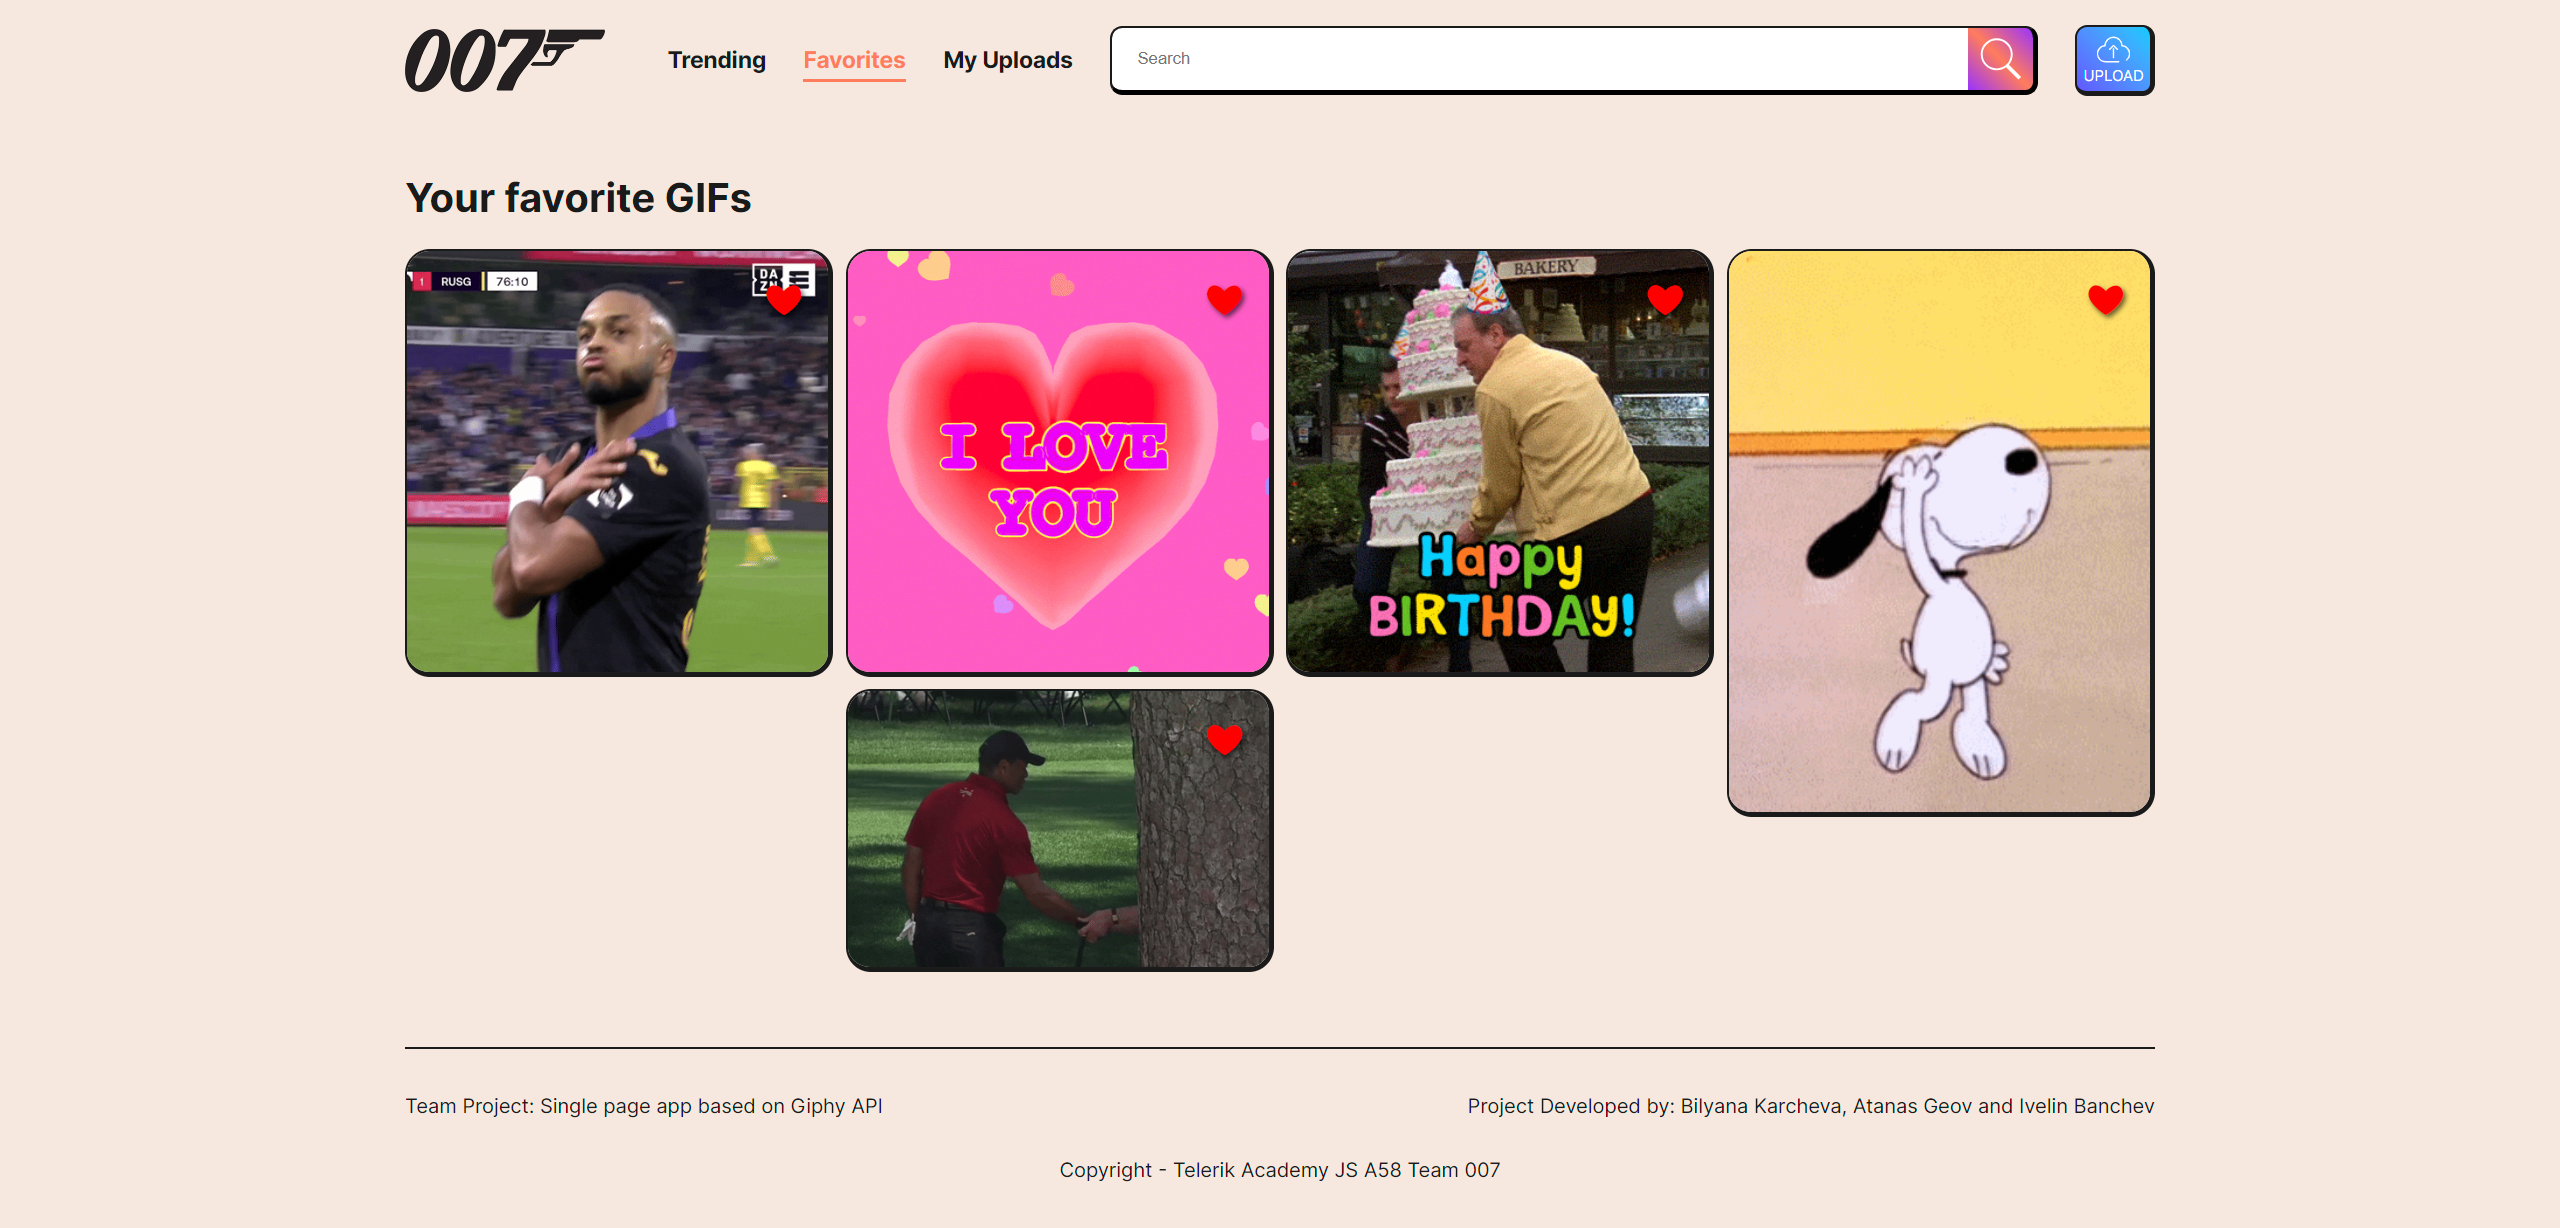 007
Trending
Favorites
My Uploads
Search
UPLOAD
Your favorite GIFs
1 RUSG 76:10
DAZN
I LOVE
YOU
BAKERY
Happy
BIRTHDAY!
Team Project: Single page app based on Giphy API
Project Developed by: Bilyana Karcheva, Atanas Geov and Ivelin Banchev
Copyright - Telerik Academy JS A58 Team 007